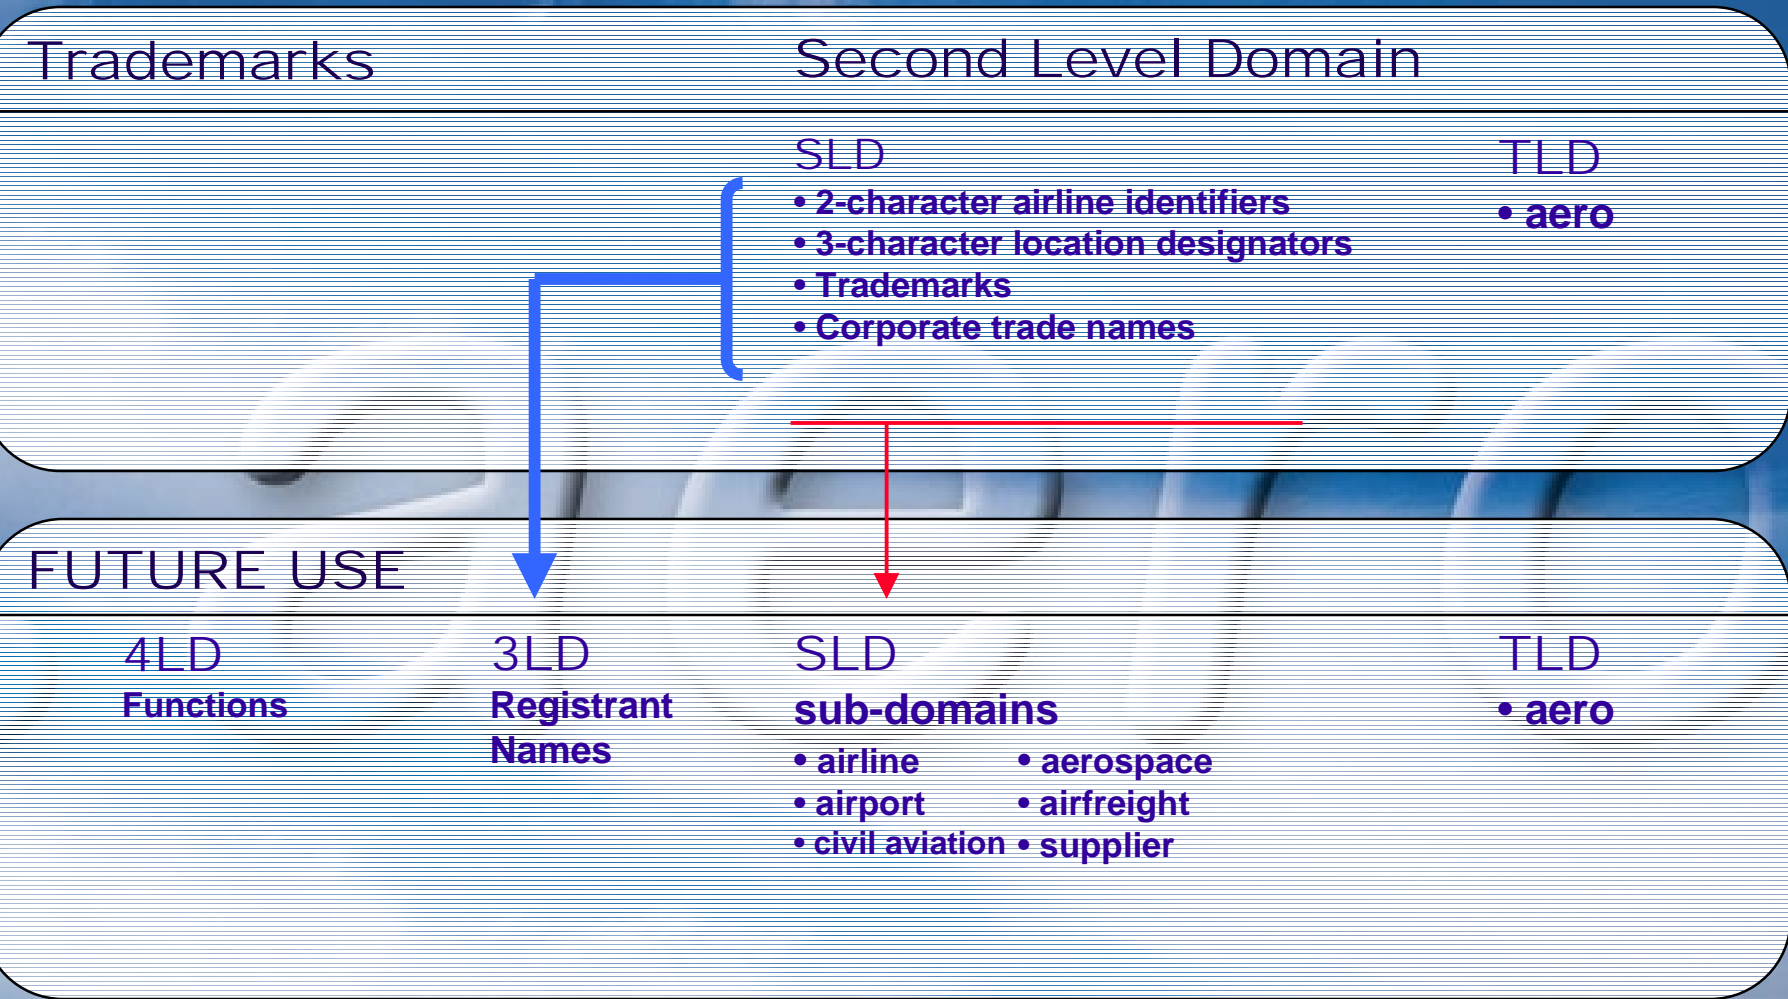 Trademarks
Second Level Domain
SLD
• 2-character airline identifiers
• 3-character location designators
• Trademarks
• Corporate trade names
TLD
• aero
FUTURE USE
4LD
Functions
3LD
Registrant
Names
SLD
sub-domains
• airline
• airport
• civil aviation
• aerospace
• airfreight
• supplier
TLD
• aero
aero